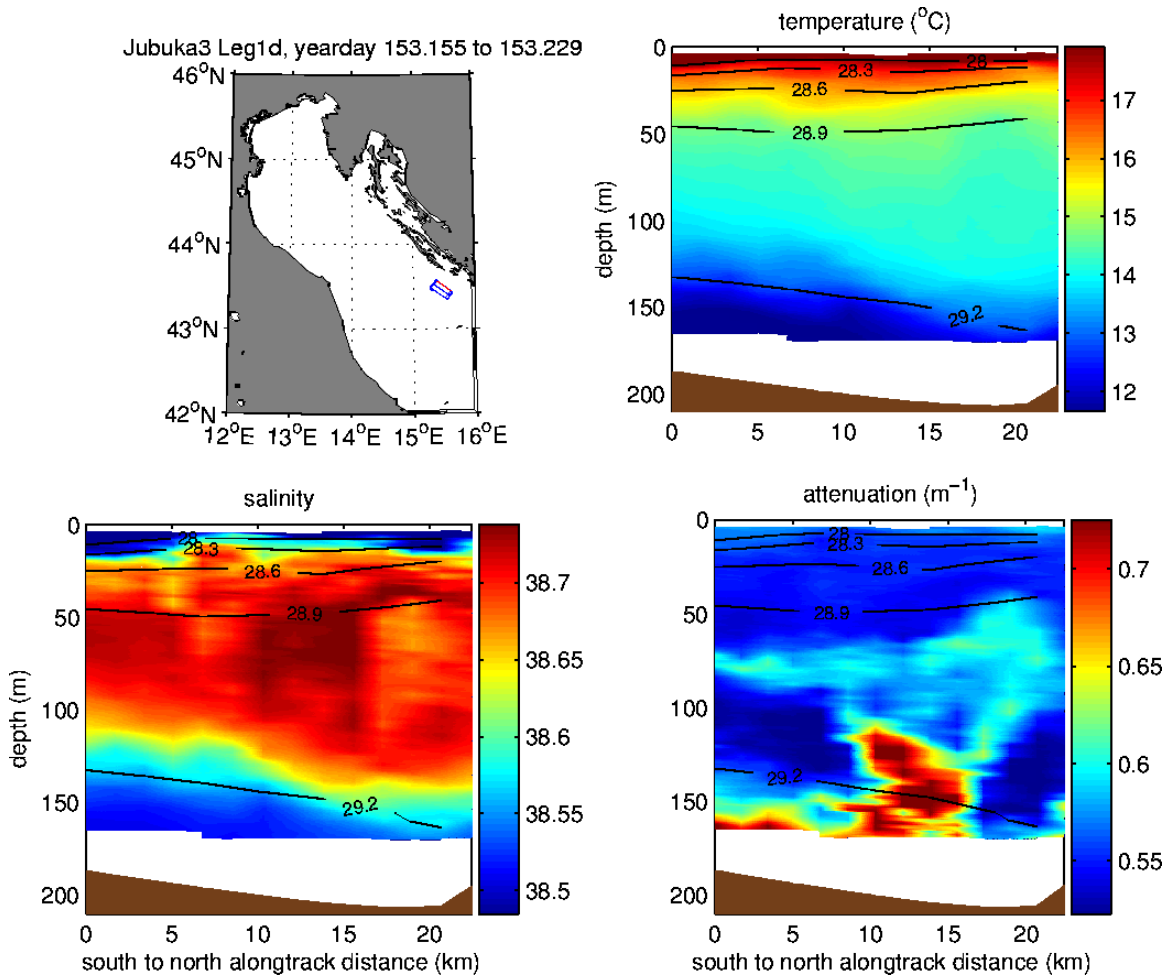 Jubuka3 Leg1d, yearday 153.155 to 153.229
46°N
45°N
44°N
43°N
42°N
12°E 13°E 14°E 15°E 16°E
temperature (°C)
0
50
100
150
200
depth (m)
28
28.3
28.6
28.9
29.2
0 5 10 15 20
17
16
15
14
13
12
salinity
0
50
100
150
200
depth (m)
28
28.3
28.6
28.9
29.2
0 5 10 15 20
south to north alongtrack distance (km)
38.7
38.65
38.6
38.55
38.5
attenuation (m⁻¹)
0
50
100
150
200
28
28.3
28.6
28.9
29.2
0 5 10 15 20
south to north alongtrack distance (km)
0.7
0.65
0.6
0.55